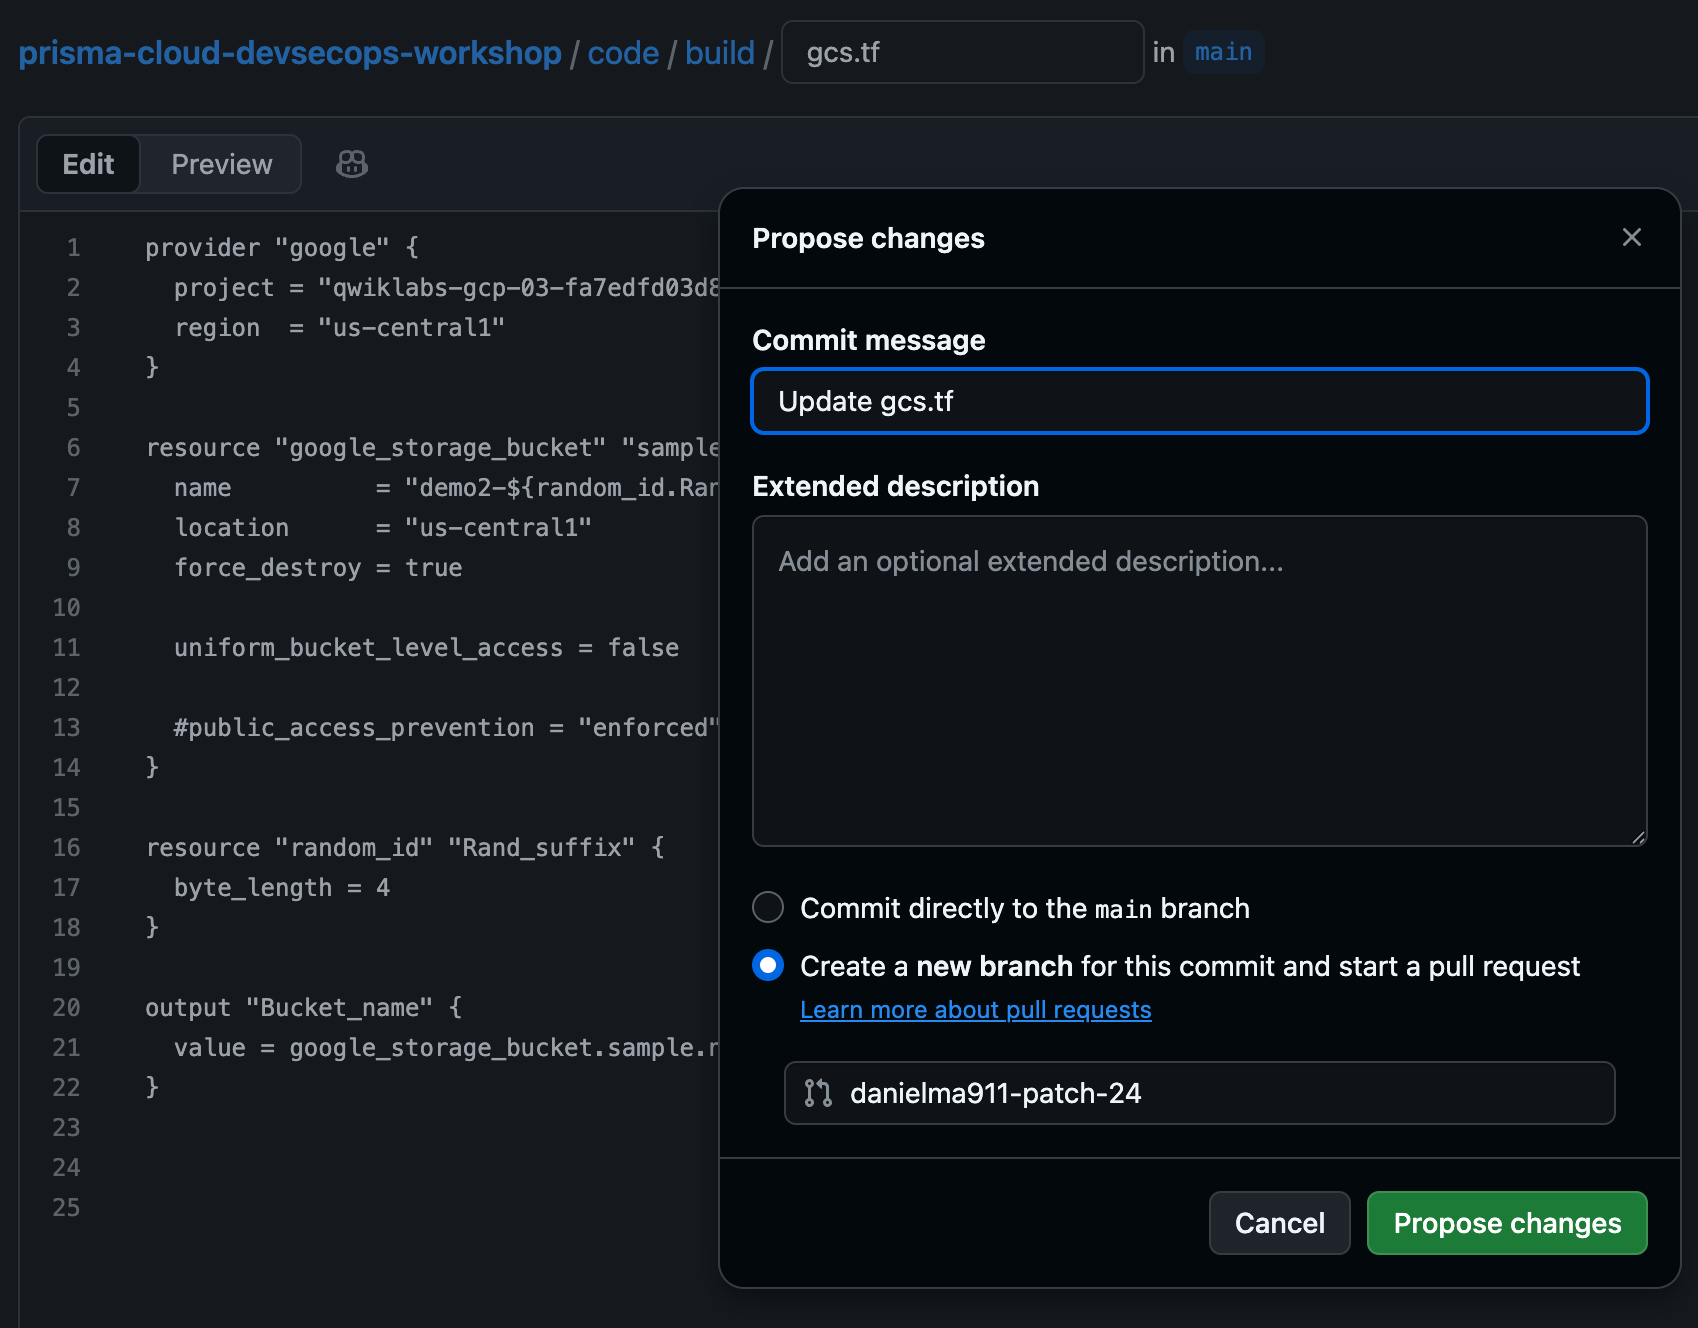 prisma-cloud-devsecops-workshop / code / build / gcs.tf in main
Edit Preview
1 provider "google" {
2 project = "qwiklabs-gcp-03-fa7edfd03d8
3 region = "us-central1"
4 }
5
6 resource "google_storage_bucket" "sample
7 name = "demo2-${random_id.Ran
8 location = "us-central1"
9 force_destroy = true
10
11 uniform_bucket_level_access = false
12
13 #public_access_prevention = "enforced"
14 }
15
16 resource "random_id" "Rand_suffix" {
17 byte_length = 4
18 }
19
20 output "Bucket_name" {
21 value = google_storage_bucket.sample.n
22 }
23
24
25
Propose changes
Commit message
Update gcs.tf
Extended description
Add an optional extended description...
Commit directly to the main branch
Create a new branch for this commit and start a pull request
Learn more about pull requests
danielma911-patch-24
Cancel Propose changes